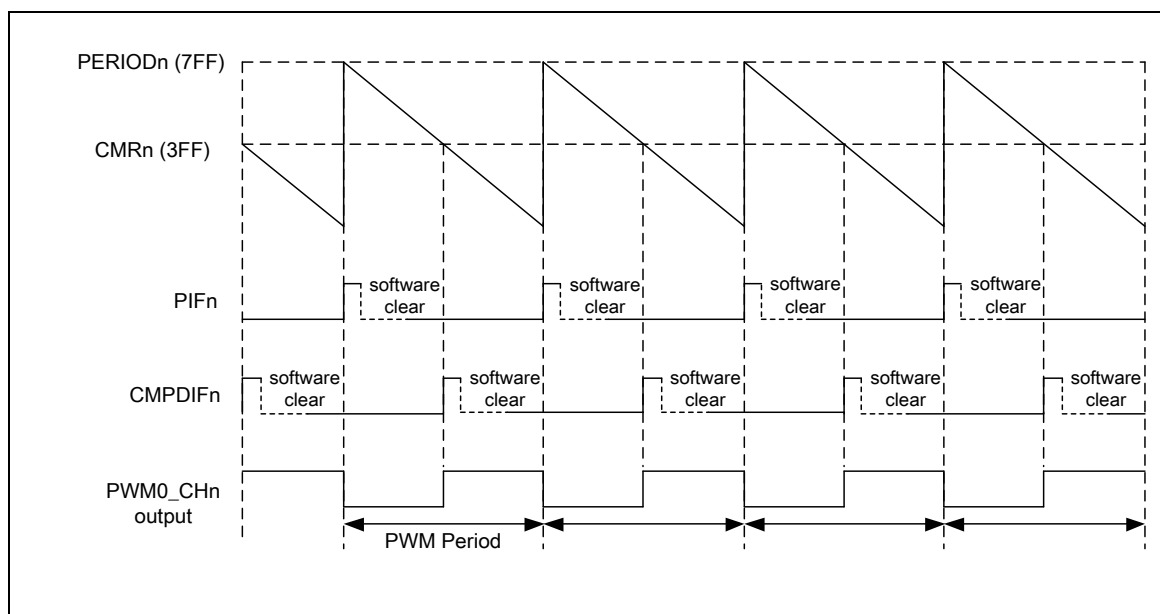 PERIODn (7FF)
CMRn (3FF)
PIFn
software
clear
software
clear
software
clear
software
clear
CMPDIFn
software
clear
software
clear
software
clear
software
clear
software
clear
PWM0_CHn
output
PWM Period